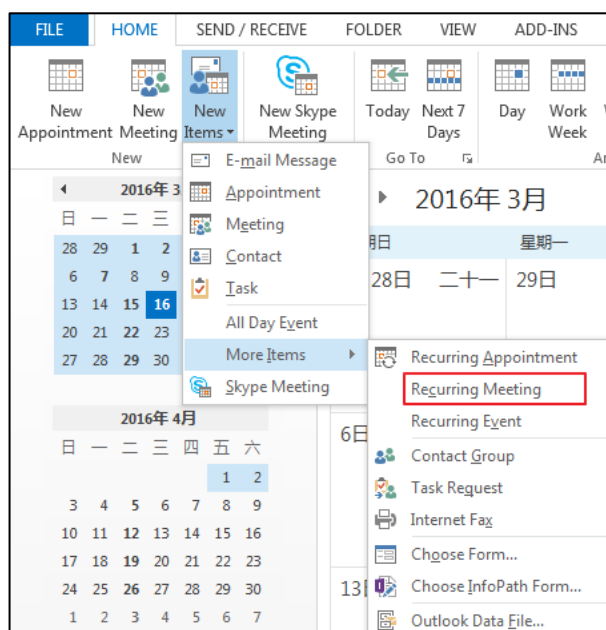 FILE HOME SEND / RECEIVE FOLDER VIEW ADD-INS
New Appointment
New Meeting
New Items
New Skype Meeting
Today
Next 7 Days
Day
Work Week
New
Go To
2016年 3
日 一 二 三
28 29 1 2
6 7 8 9
13 14 15 16
20 21 22 23
27 28 29 30
E-mail Message
Appointment
Meeting
Contact
Task
All Day Event
More Items
Skype Meeting
2016年 3月
期日 星期一
28日 二十一 29日
Recurring Appointment
Recurring Meeting
Recurring Event
Contact Group
Task Request
Internet Fax
Choose Form...
Choose InfoPath Form...
Outlook Data File...
2016年 4月
日 一 二 三 四 五 六
1 2
3 4 5 6 7 8 9
10 11 12 13 14 15 16
17 18 19 20 21 22 23
24 25 26 27 28 29 30
1 2 3 4 5 6 7
6日
13